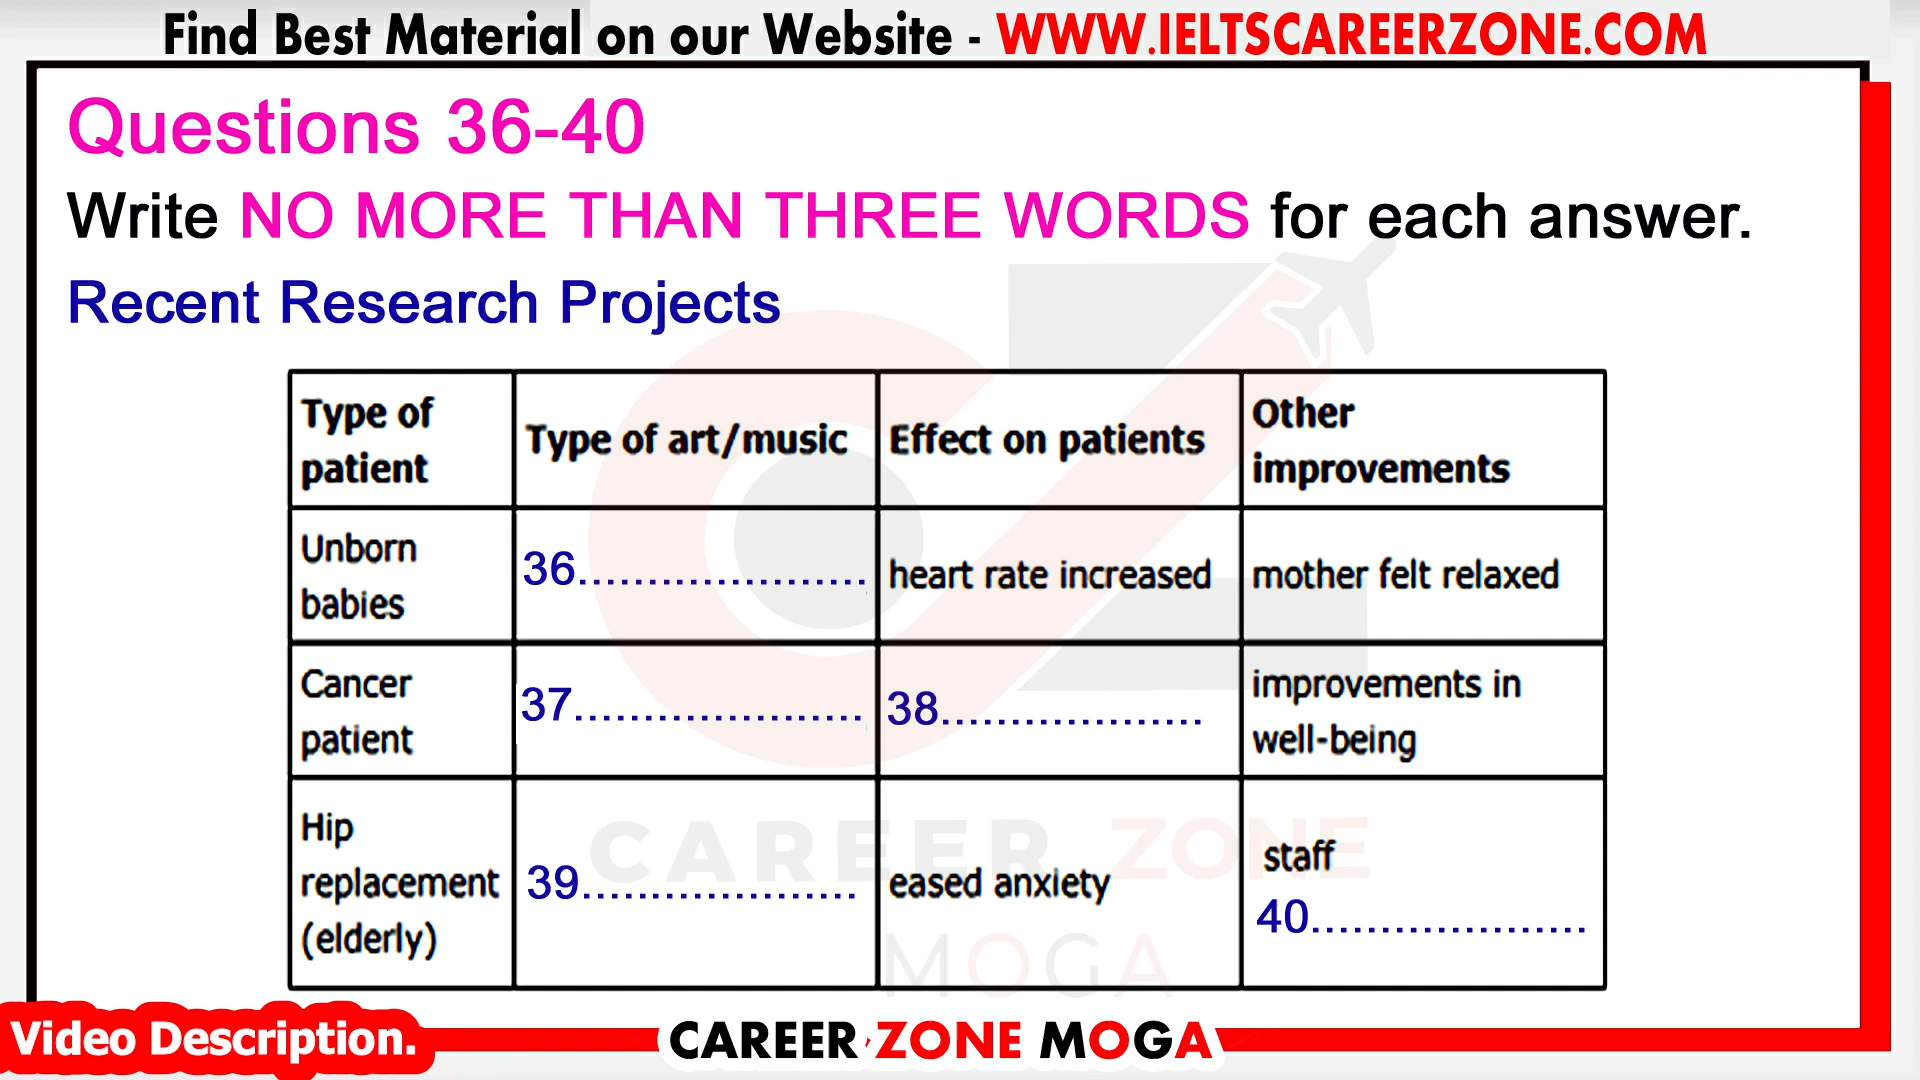 Find Best Material on our Website - WWW.IELTSCAREERZONE.COM
Questions 36-40
Write NO MORE THAN THREE WORDS for each answer.
Recent Research Projects
Type of
patient
Type of art/music
Effect on patients
Other
improvements
Unborn
babies
36.....................
heart rate increased
mother felt relaxed
Cancer
patient
37.....................
38...................
improvements in
well-being
Hip
replacement
(elderly)
39....................
eased anxiety
staff
40....................
CAREER ZONE
MOGA
Video Description.
CAREER ZONE MOGA